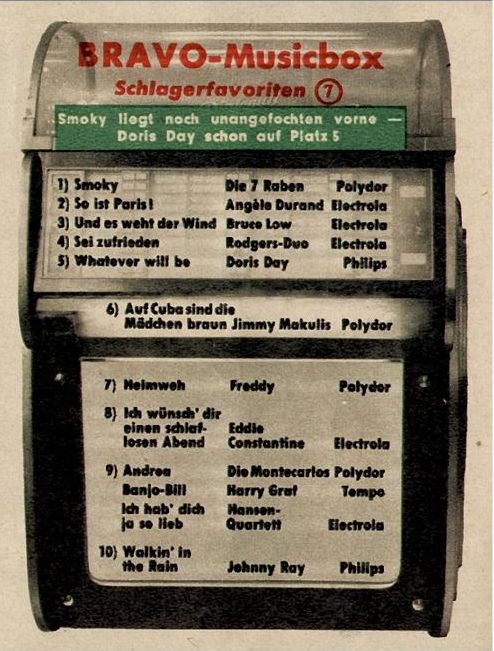 BRAVO-Musicbox
Schlagerfavoriten 7
Smoky liegt noch unangefochten vorne —
Doris Day schon auf Platz 5
1) Smoky Die 7 Raben Polydor
2) So ist Paris! Angèle Durand Electrola
3) Und es weht der Wind Bruce Low Electrola
4) Sei zufrieden Rodgers-Duo Electrola
5) Whatever will be Doris Day Philips
6) Auf Cuba sind die
Mädchen braun Jimmy Makulis Polydor
7) Heimweh Freddy Polydor
8) Ich wünsch' dir
einen schlaf- Eddie
losen Abend Constantine Electrola
9) Andrea Die Montecarlos Polydor
Banjo-Bill Harry Graf Tempo
Ich hab' dich Hansen-
ja so lieb Quartett Electrola
10) Walkin' in
the Rain Johnny Ray Philips